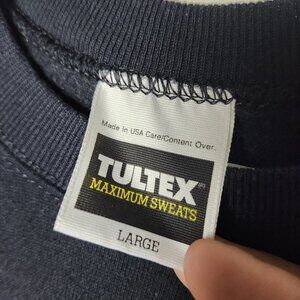 Made In USA Care/Content Over.
TULTEX®
MAXIMUM SWEATS
LARGE